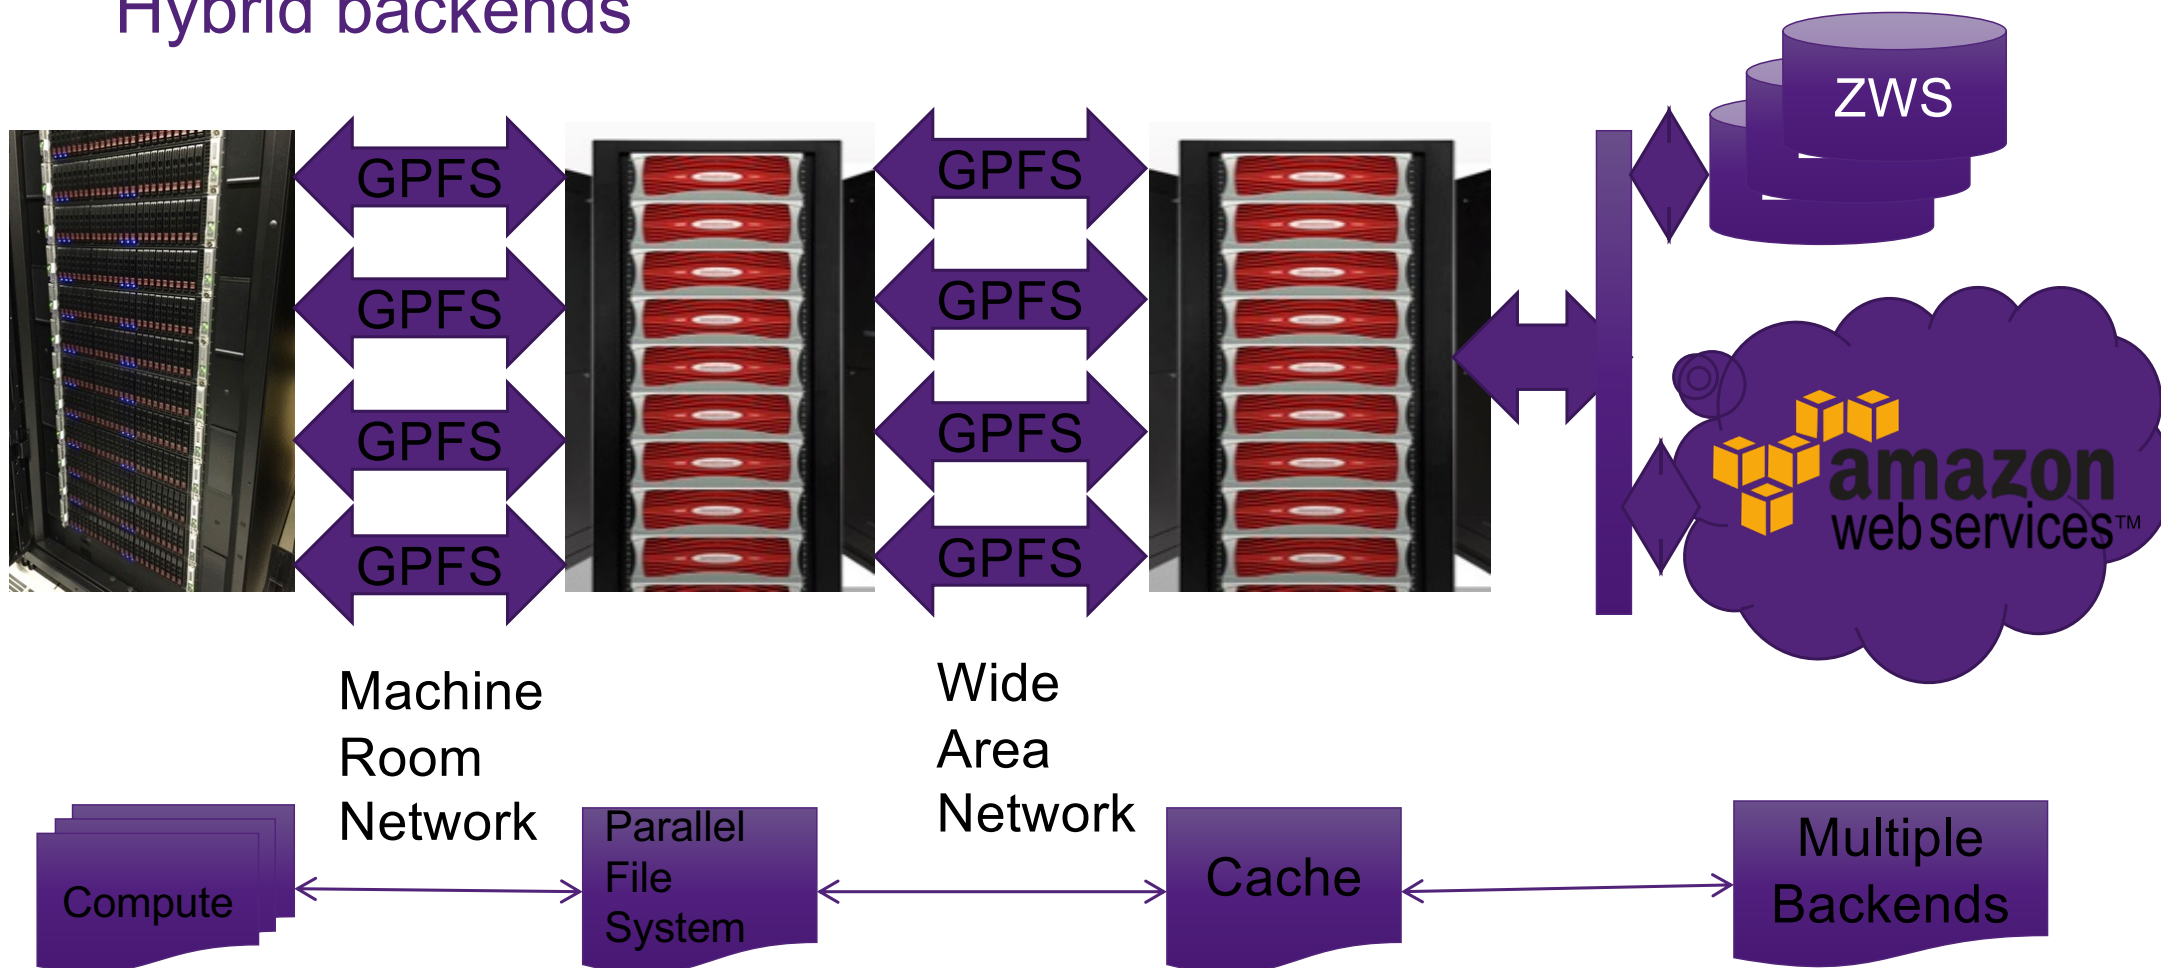 Hybrid backends
ZWS
GPFS
GPFS
GPFS
GPFS
GPFS
GPFS
GPFS
GPFS
amazon
web services™
Machine
Room
Network
Wide
Area
Network
Compute
Parallel
File
System
Cache
Multiple
Backends